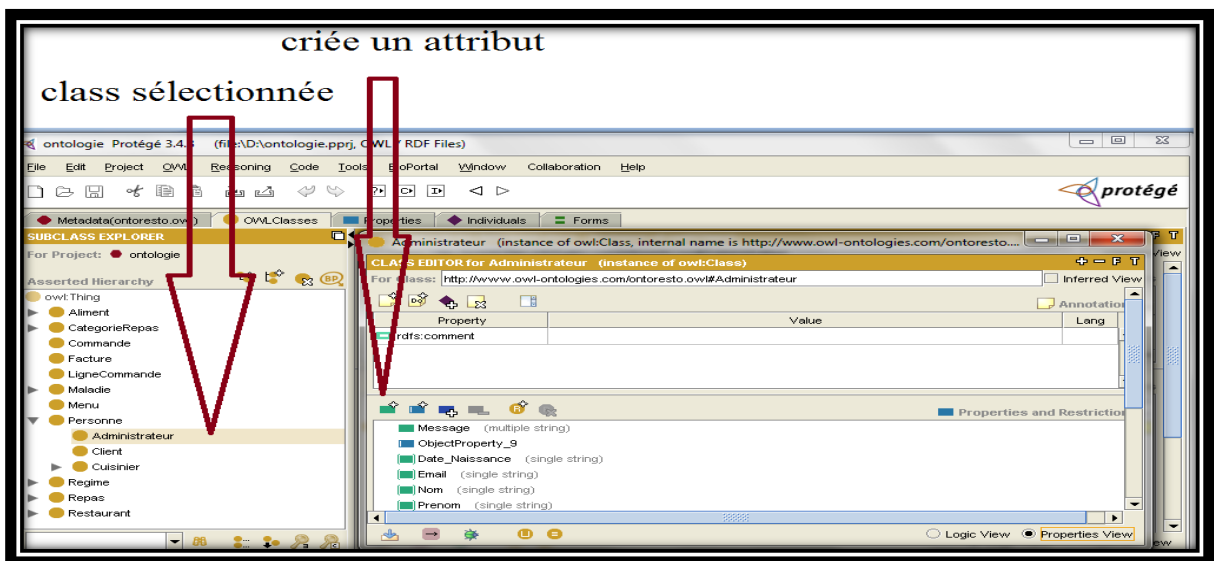 criée un attribut
class sélectionnée
ontologie Protégé 3.4. (file:\D:\ontologie.pprj, OWL / RDF Files)
File Edit Project OWL Reasoning Code Tools BioPortal Window Collaboration Help
protégé
Metadata(ontoresto.owl) OWLClasses Properties Individuals Forms
SUBCLASS EXPLORER
For Project: ontologie
Asserted Hierarchy
owl:Thing
Aliment
CategorieRepas
Commande
Facture
LigneCommande
Maladie
Menu
Personne
Administrateur
Client
Cuisinier
Regime
Repas
Restaurant
Administrateur (instance of owl:Class, internal name is http://www.owl-ontologies.com/ontoresto....
CLASS EDITOR for Administrateur (instance of owl:Class)
For Class: http://www.owl-ontologies.com/ontoresto.owl#Administrateur
Inferred View
Annotatio
Property Value Lang
rdfs:comment
Properties and Restriction
Message (multiple string)
ObjectProperty_9
Date_Naissance (single string)
Email (single string)
Nom (single string)
Prenom (single string)
Logic View Properties View